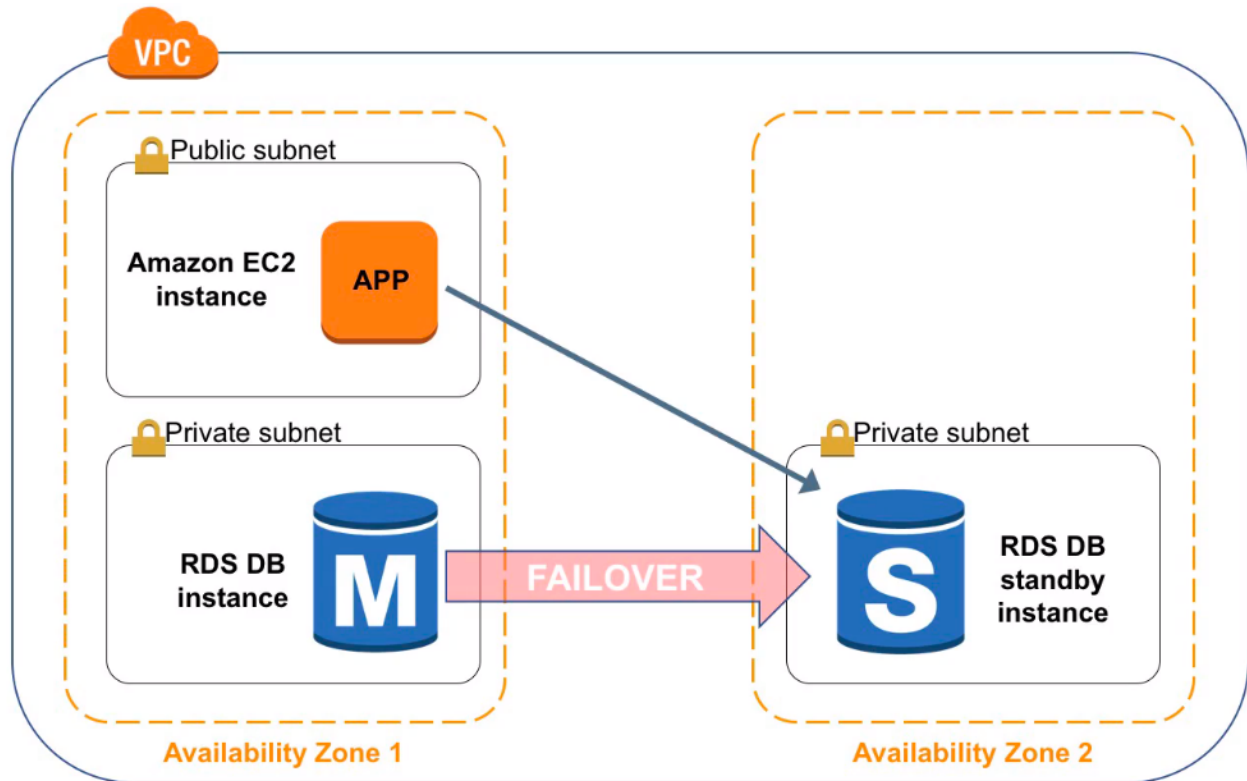 VPC
Public subnet
Amazon EC2
instance
APP
Private subnet
RDS DB
instance
M
FAILOVER
Private subnet
S
RDS DB
standby
instance
Availability Zone 1
Availability Zone 2